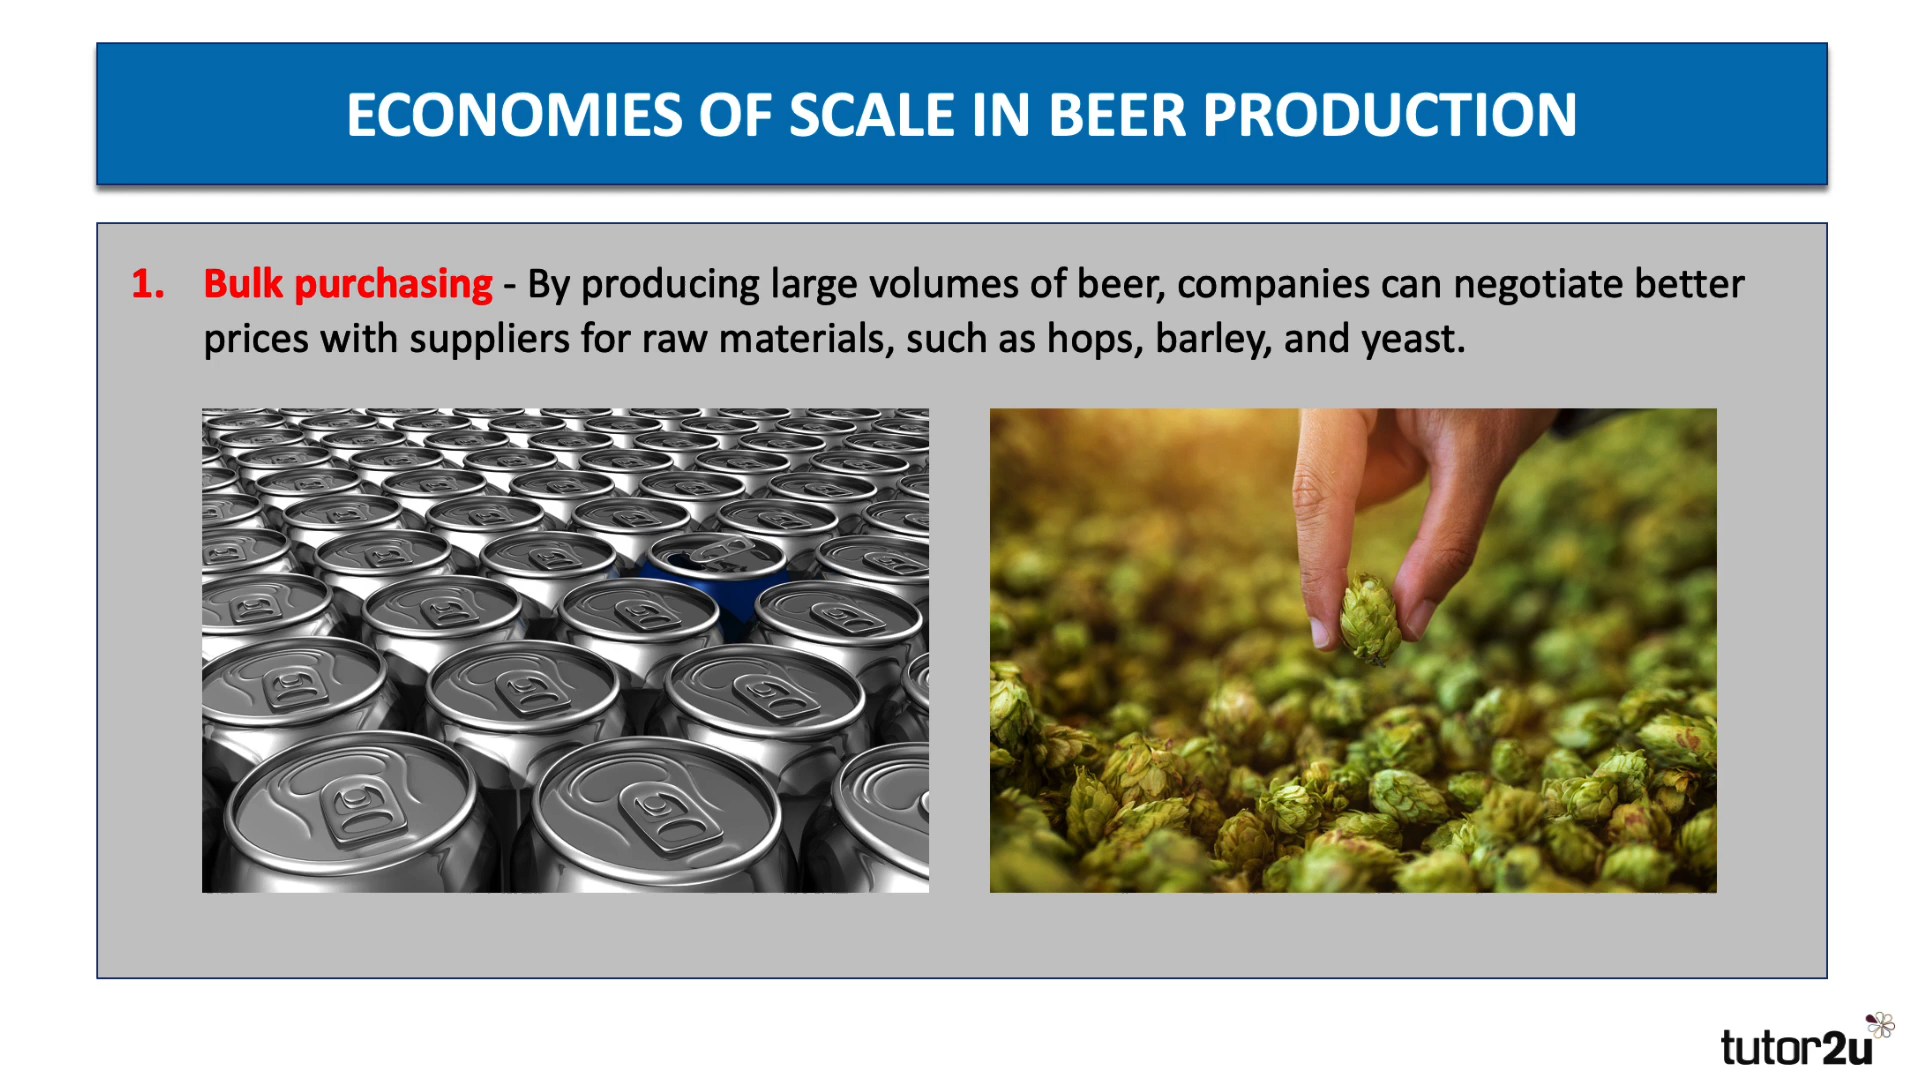 ECONOMIES OF SCALE IN BEER PRODUCTION
1. Bulk purchasing - By producing large volumes of beer, companies can negotiate better
prices with suppliers for raw materials, such as hops, barley, and yeast.
tutor2u